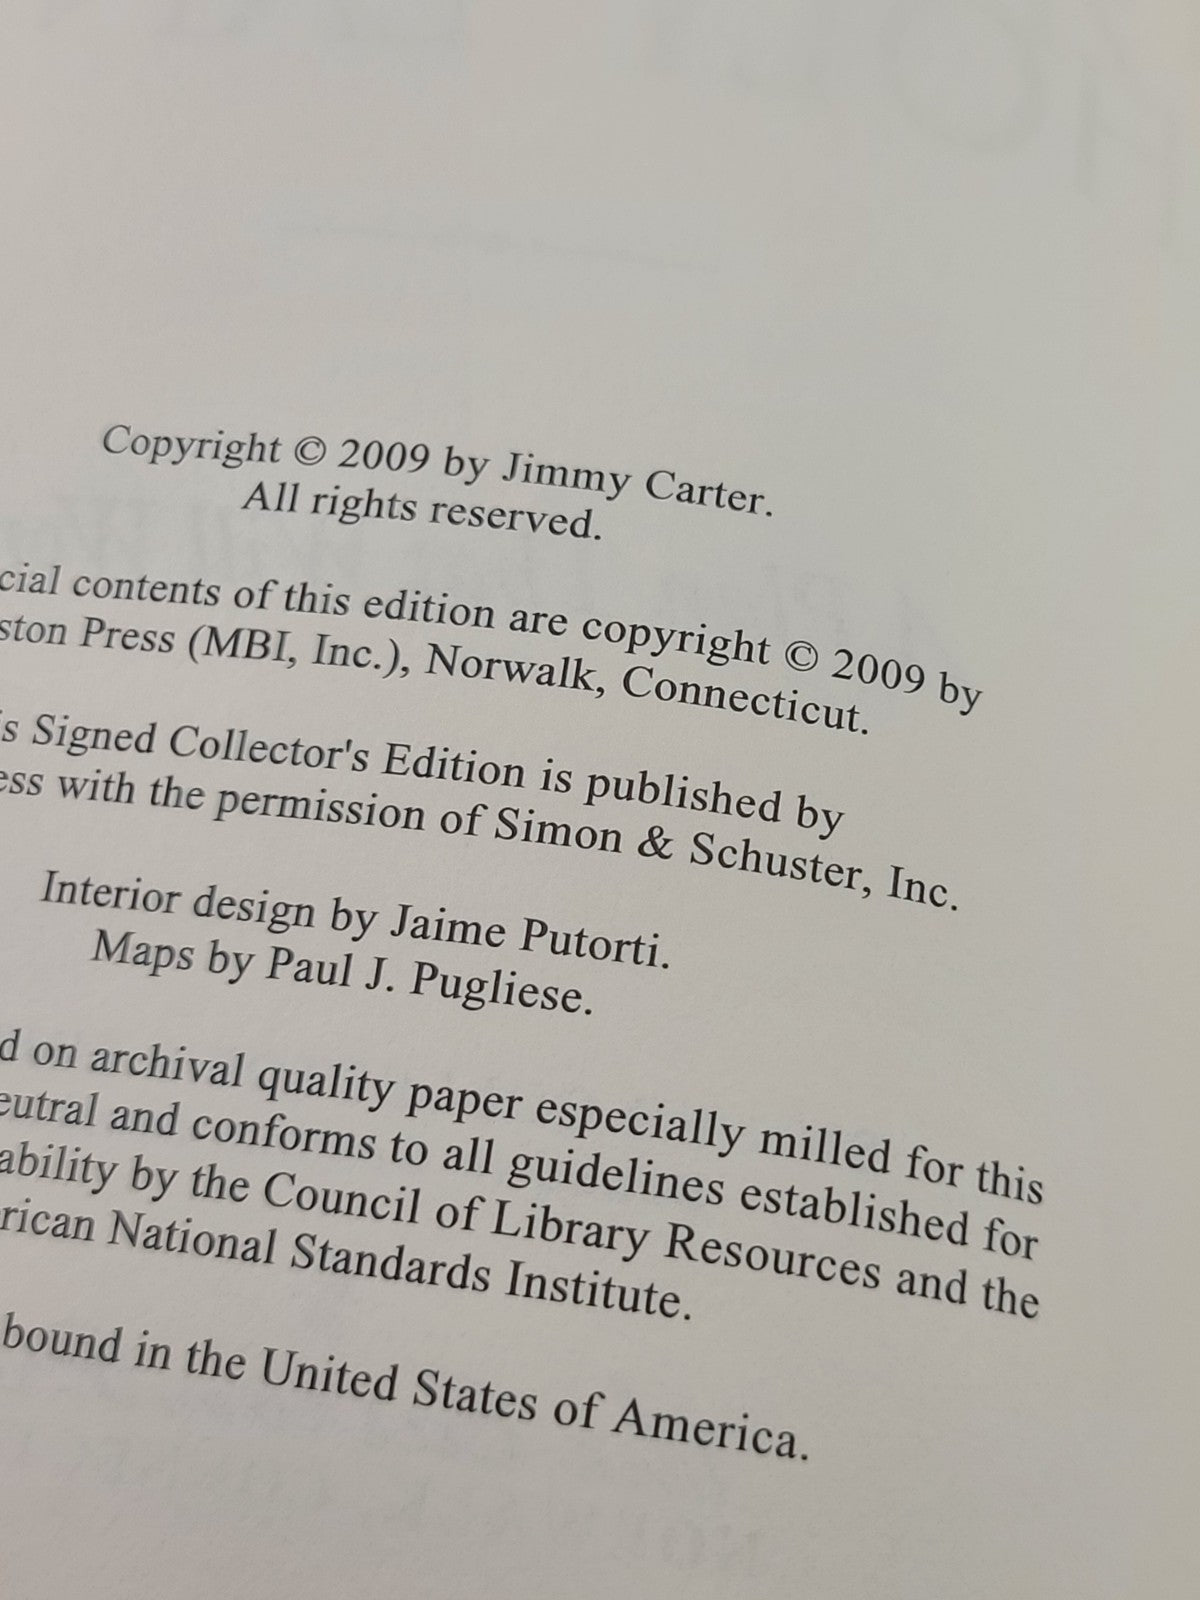 Copyright © 2009 by Jimmy Carter.
All rights reserved.
cial contents of this edition are copyright © 2009 by
ston Press (MBI, Inc.), Norwalk, Connecticut.
s Signed Collector's Edition is published by
ess with the permission of Simon & Schuster, Inc.
Interior design by Jaime Putorti.
Maps by Paul J. Pugliese.
d on archival quality paper especially milled for this
eutral and conforms to all guidelines established for
ability by the Council of Library Resources and the
rican National Standards Institute.
bound in the United States of America.